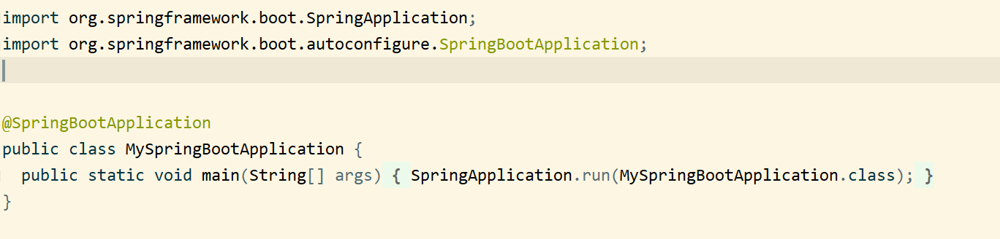 import org.springframework.boot.SpringApplication;
import org.springframework.boot.autoconfigure.SpringBootApplication;
@SpringBootApplication
public class MySpringBootApplication {
public static void main(String[] args) { SpringApplication.run(MySpringBootApplication.class); }
}